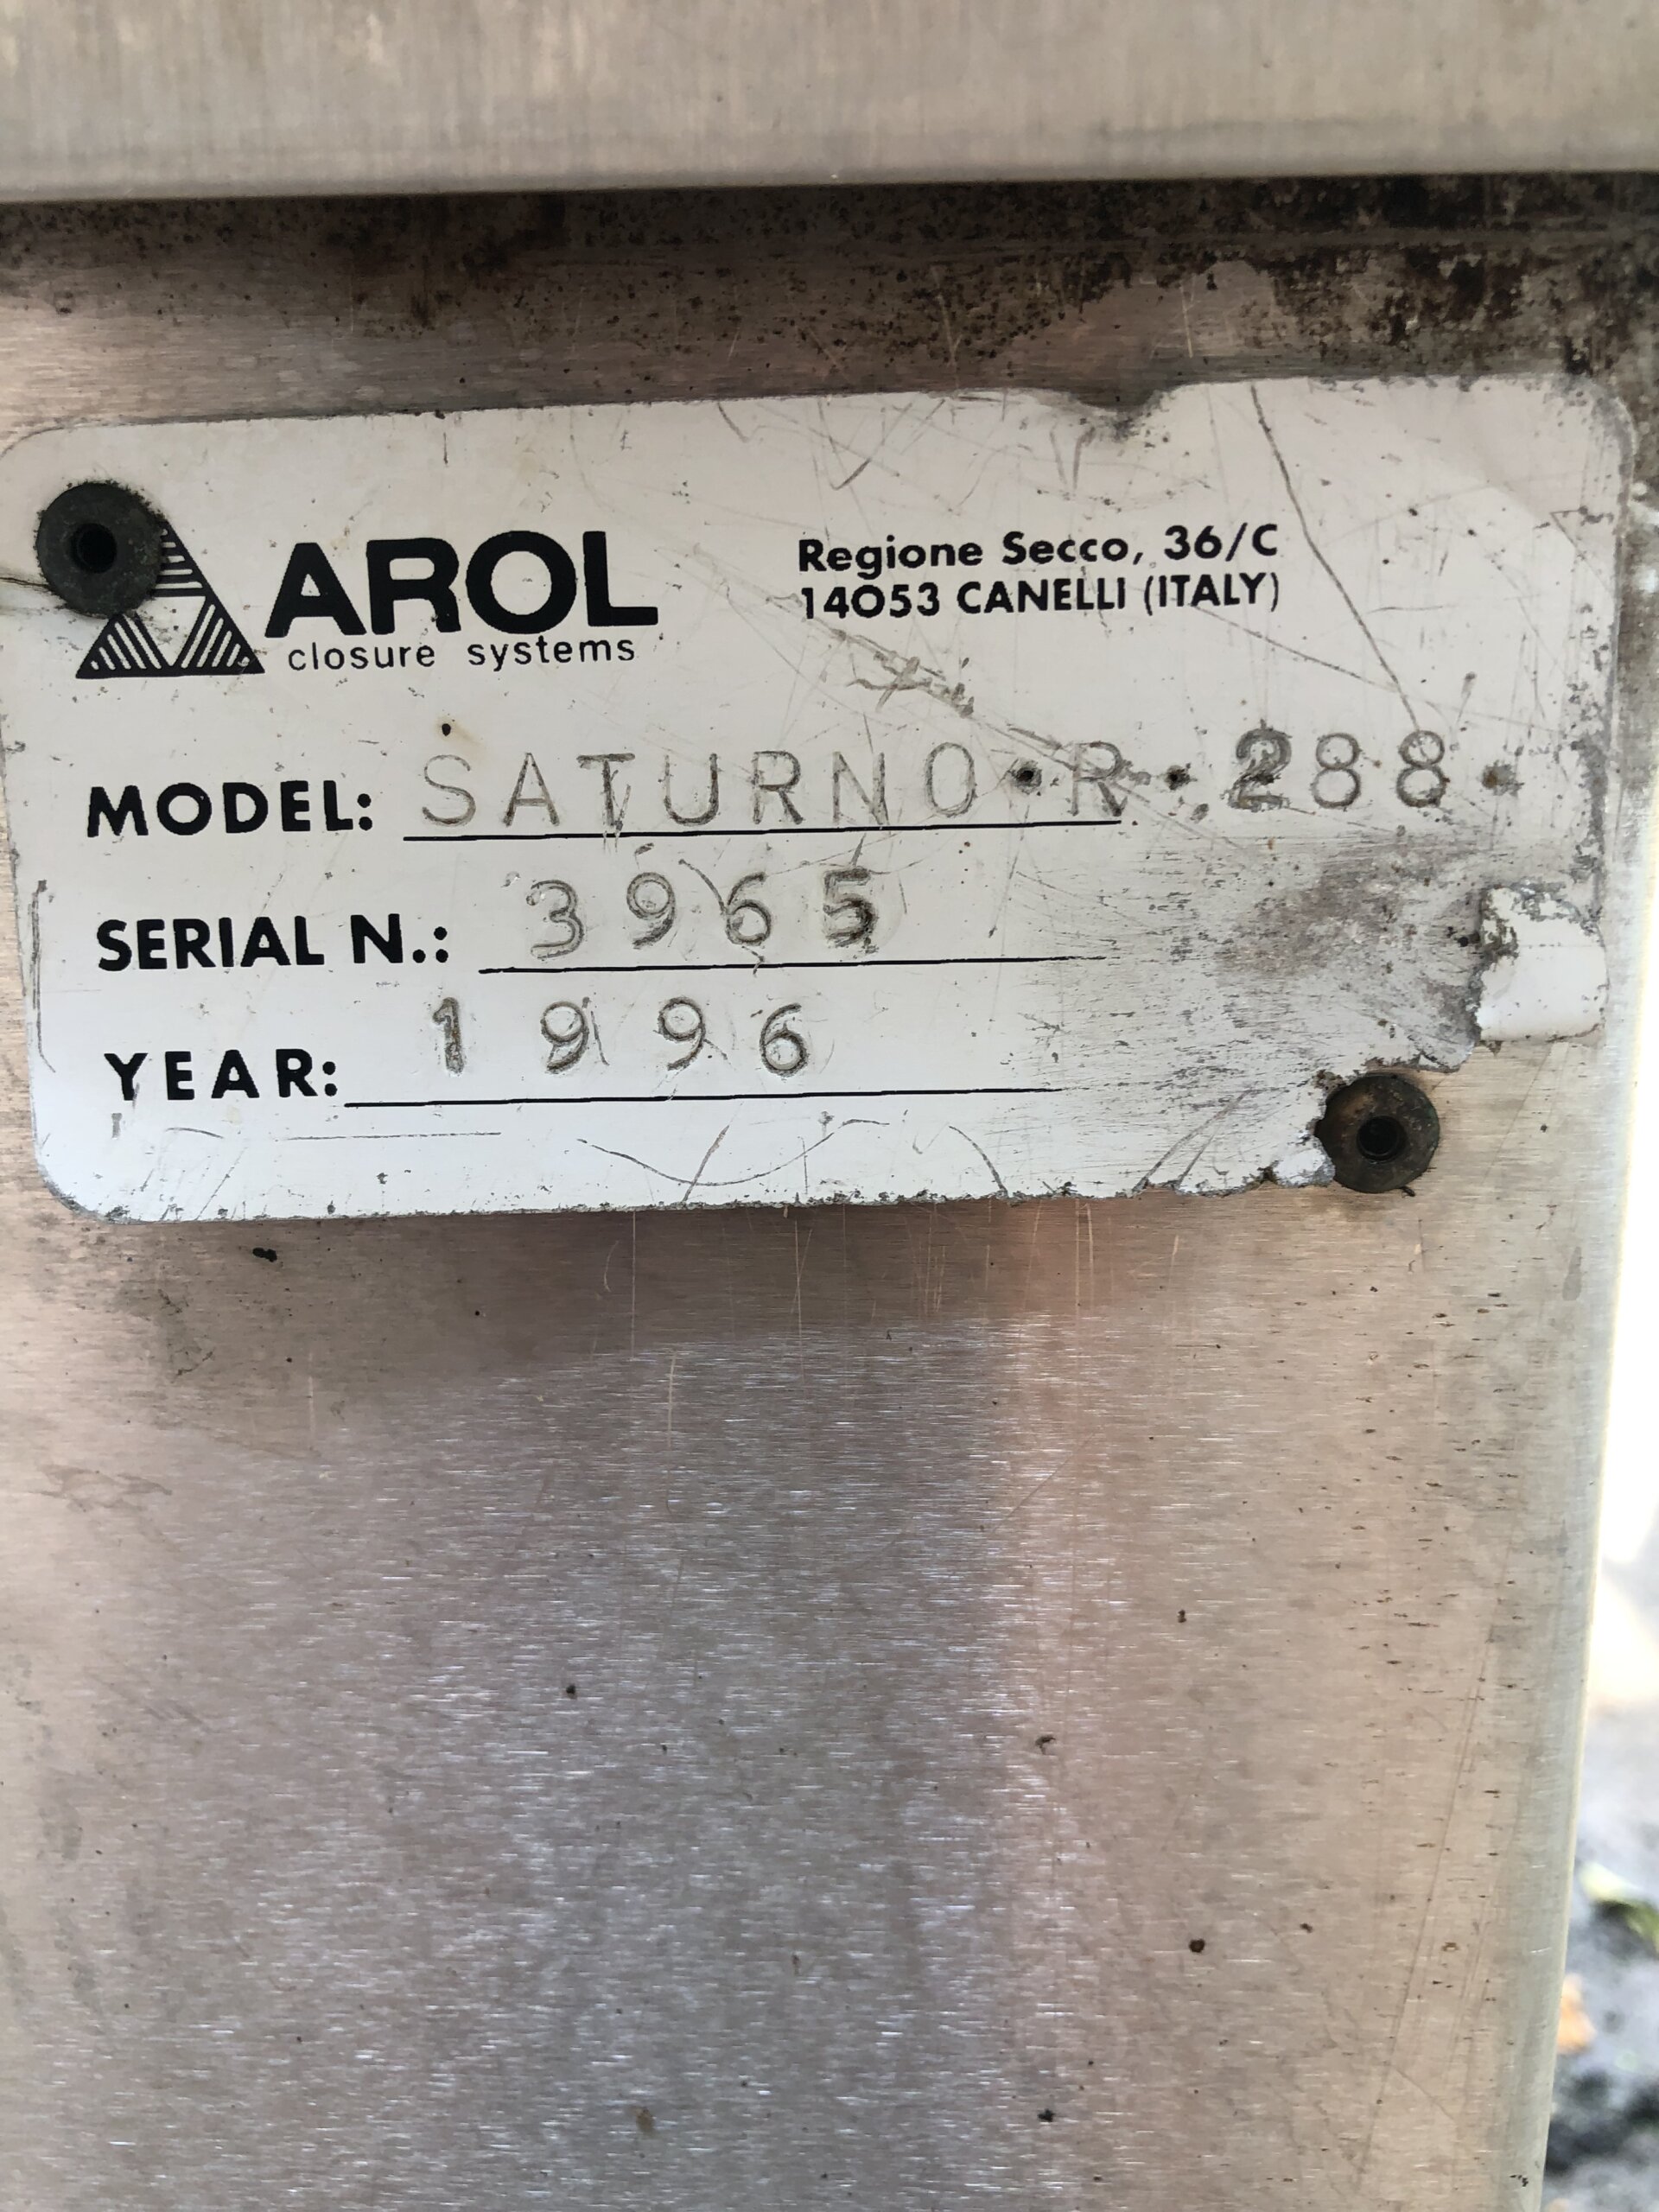 AROL
closure systems
Regione Secco, 36/C
14053 CANELLI (ITALY)
MODEL: SATURNO·R·288·
SERIAL N.: 3965
YEAR: 1996